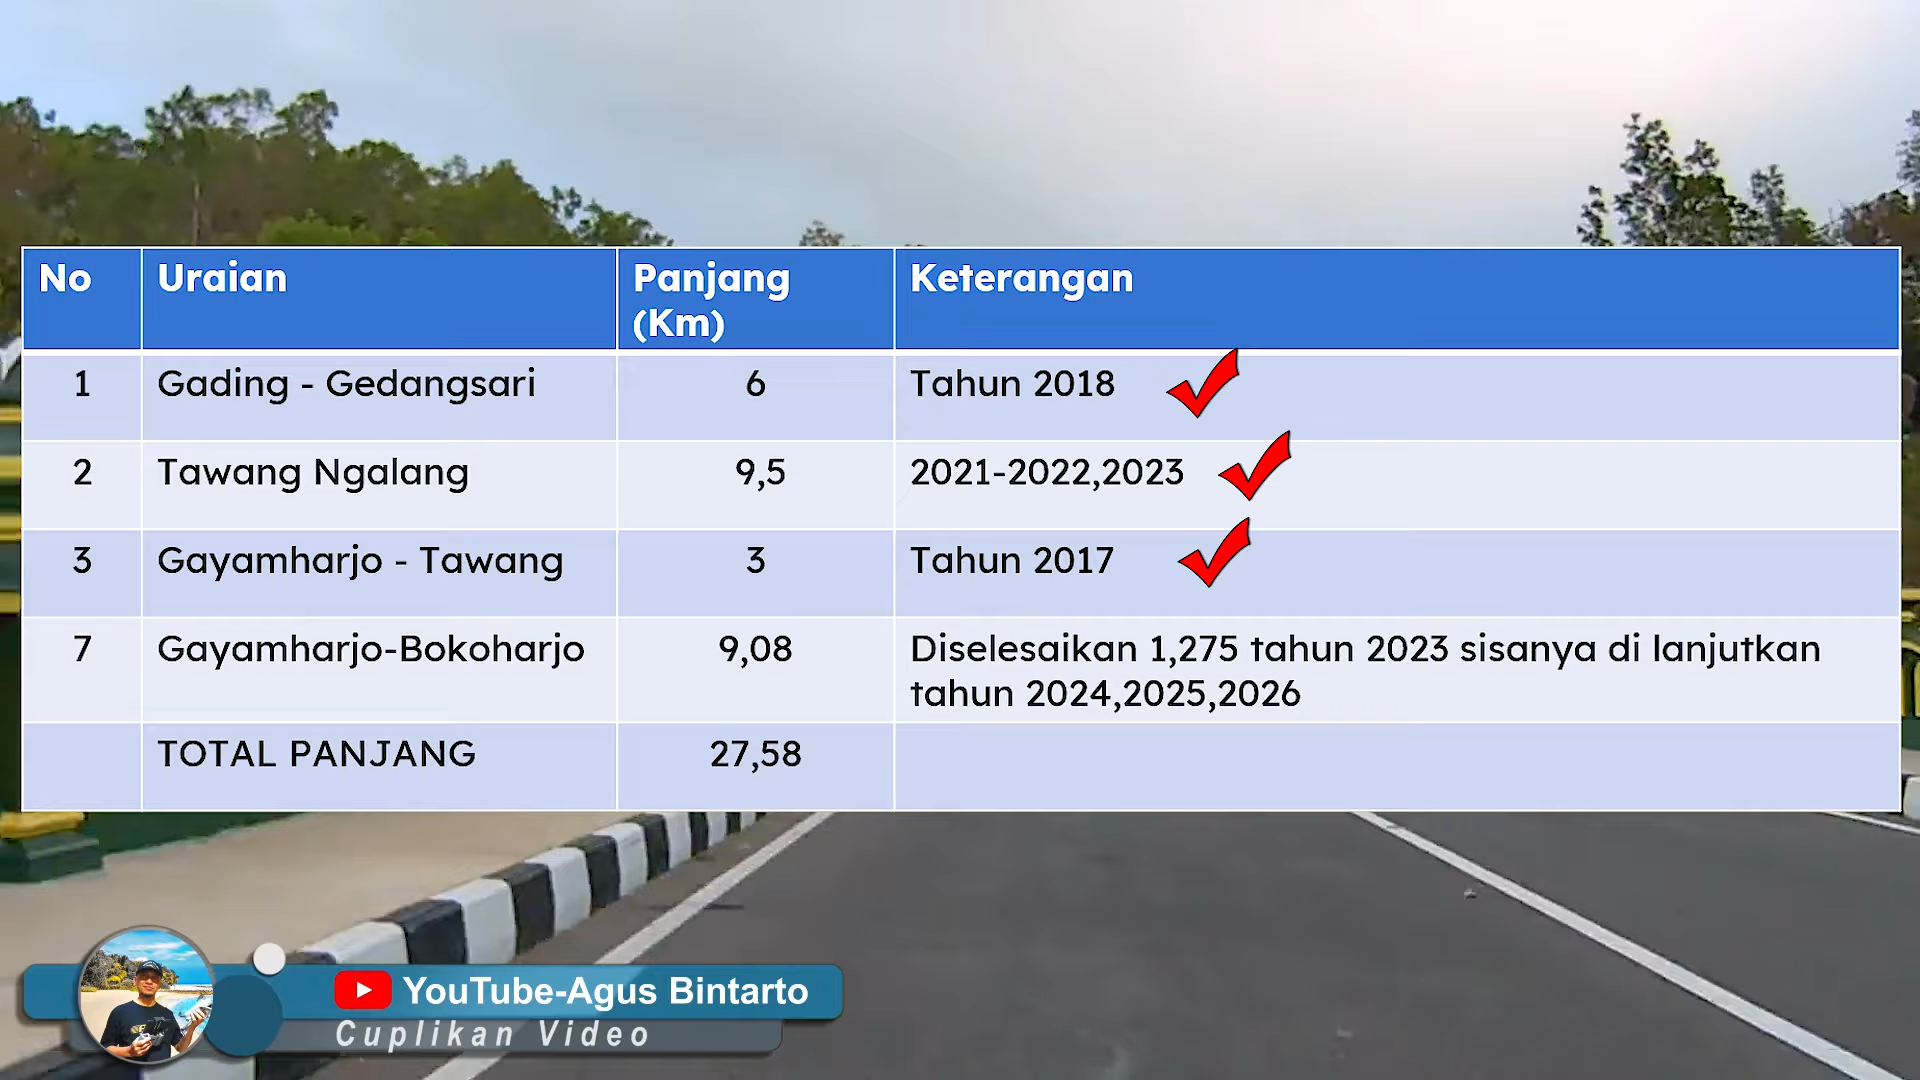 No Uraian Panjang (Km) Keterangan
1 Gading - Gedangsari 6 Tahun 2018
2 Tawang Ngalang 9,5 2021-2022,2023
3 Gayamharjo - Tawang 3 Tahun 2017
7 Gayamharjo-Bokoharjo 9,08 Diselesaikan 1,275 tahun 2023 sisanya di lanjutkan
tahun 2024,2025,2026
TOTAL PANJANG 27,58
YouTube-Agus Bintarto
Cuplikan Video